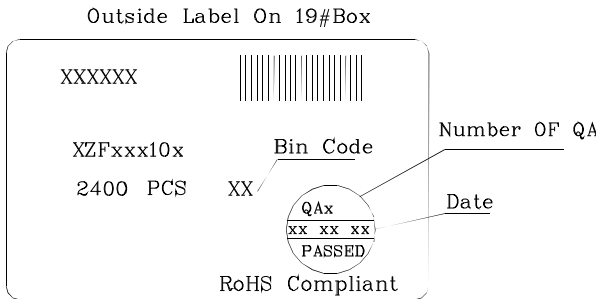 Outside Label On 19#Box
XXXXXX
Number OF QA
Bin Code
XZFxxx10x
2400 PCS XX
Date
QAx
xx xx xx
PASSED
RoHS Compliant